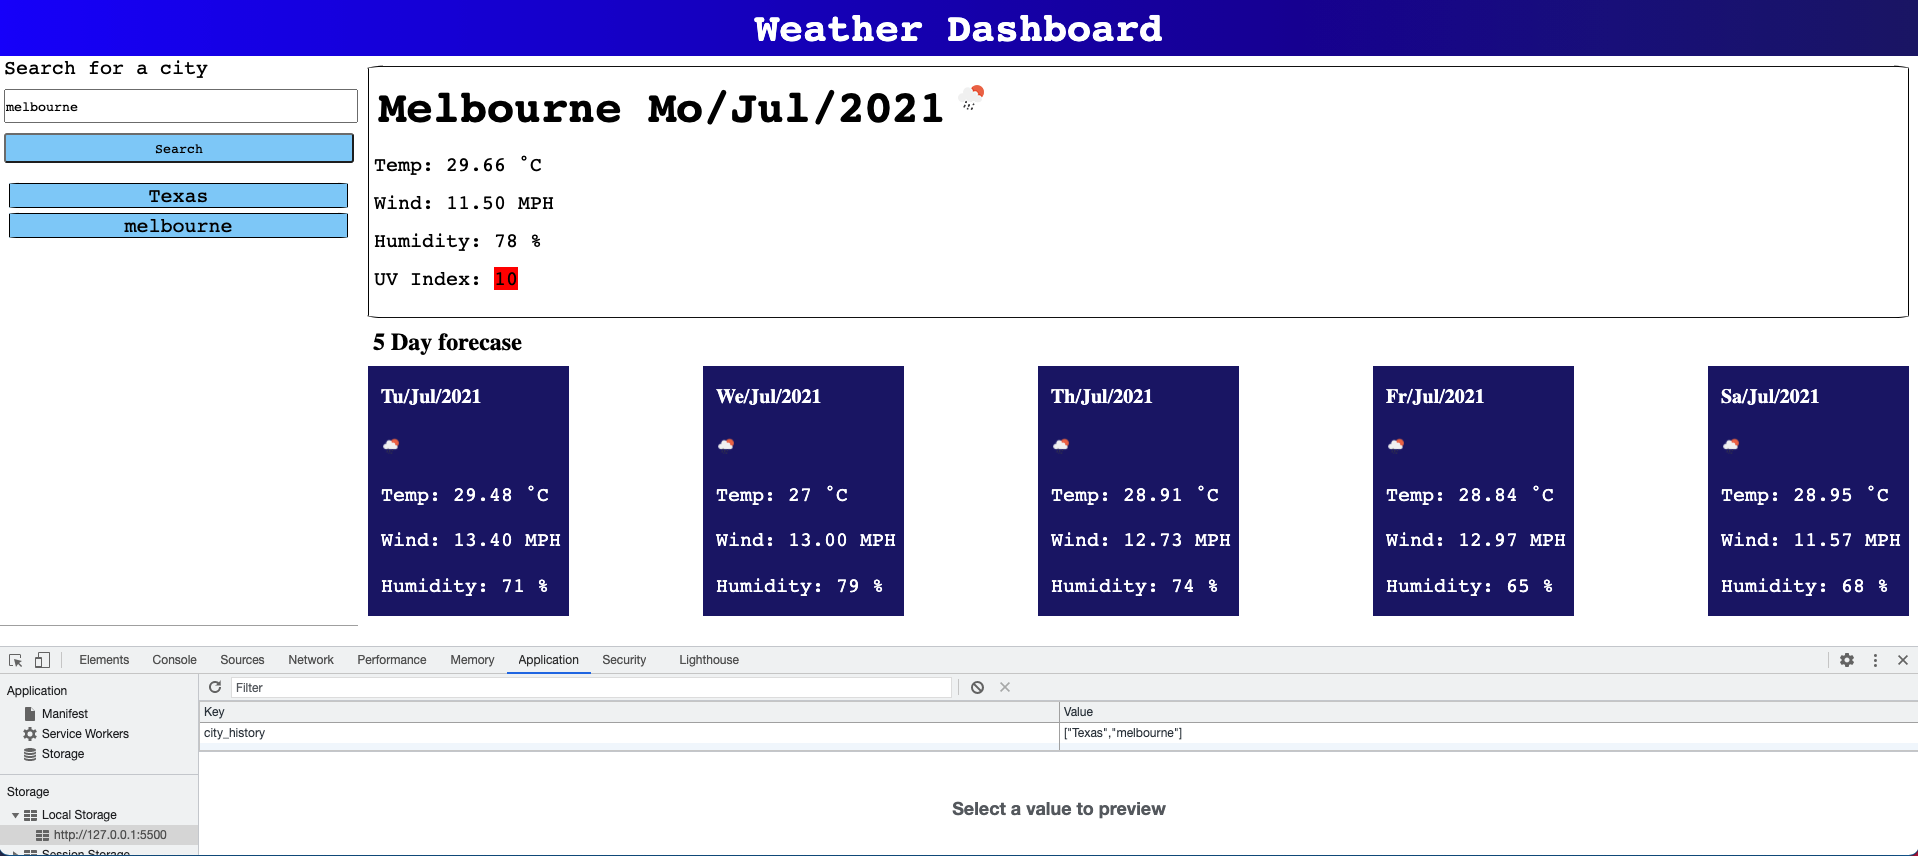 Weather Dashboard
Search for a city
melbourne
Search
Texas
melbourne
Melbourne Mo/Jul/2021
Temp: 29.66 °C
Wind: 11.50 MPH
Humidity: 78 %
UV Index: 10
5 Day forecase
Tu/Jul/2021
Temp: 29.48 °C
Wind: 13.40 MPH
Humidity: 71 %
We/Jul/2021
Temp: 27 °C
Wind: 13.00 MPH
Humidity: 79 %
Th/Jul/2021
Temp: 28.91 °C
Wind: 12.73 MPH
Humidity: 74 %
Fr/Jul/2021
Temp: 28.84 °C
Wind: 12.97 MPH
Humidity: 65 %
Sa/Jul/2021
Temp: 28.95 °C
Wind: 11.57 MPH
Humidity: 68 %
Elements Console Sources Network Performance Memory Application Security Lighthouse
Application
Manifest
Service Workers
Storage
Storage
Local Storage
http://127.0.0.1:5500
Session Storage
Filter
Key Value
city_history ["Texas","melbourne"]
Select a value to preview